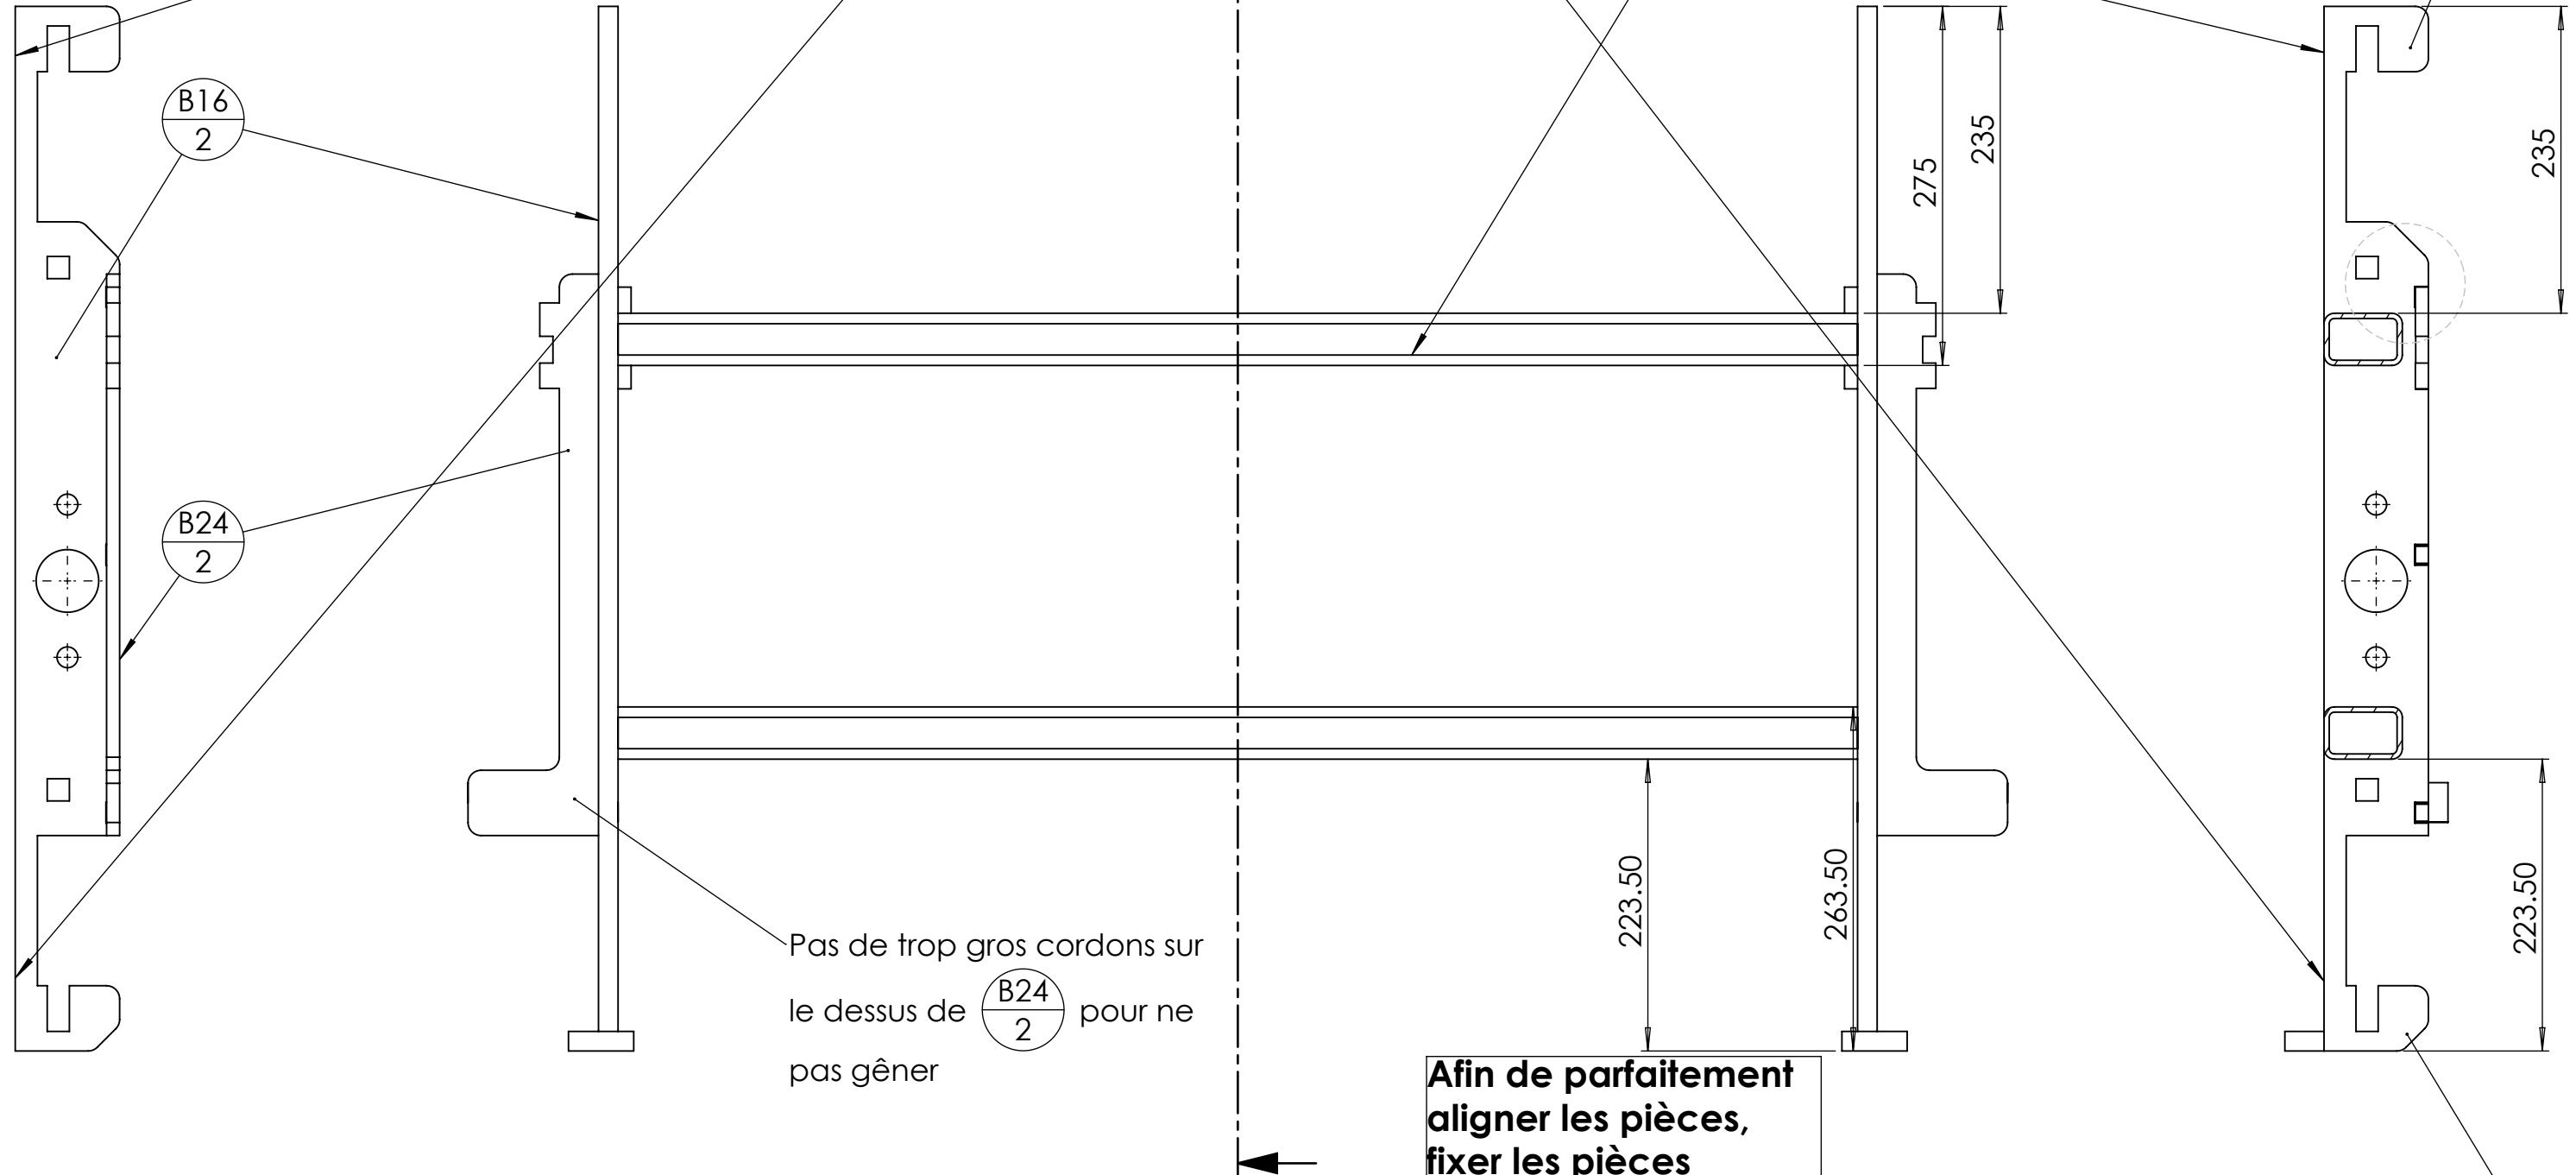 B16
2
275
235
235
B24
2
223.50
263.50
223.50
Pas de trop gros cordons sur
le dessus de B24 pour ne
2
pas gêner
Afin de parfaitement
aligner les pièces,
fixer les pièces